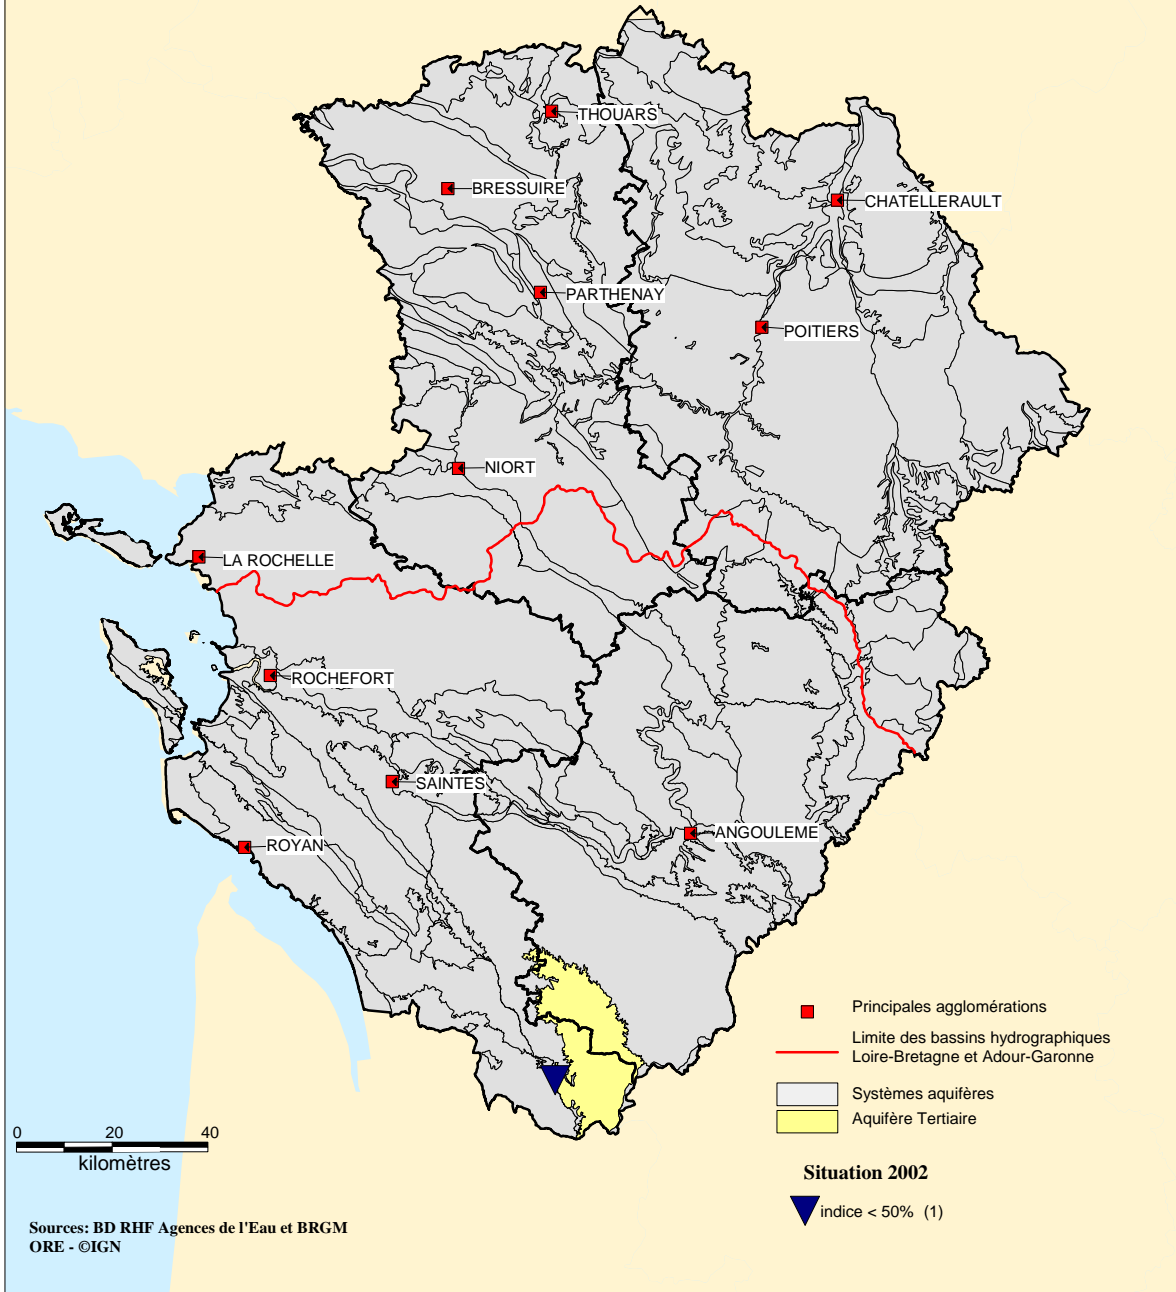 THOUARS
BRESSUIRE
CHATELLERAULT
PARTHENAY
POITIERS
NIORT
LA ROCHELLE
ROCHEFORT
SAINTES
ANGOULEME
ROYAN
Principales agglomérations
Limite des bassins hydrographiques
Loire-Bretagne et Adour-Garonne
Systèmes aquifères
Aquifère Tertiaire
0 20 40
kilomètres
Situation 2002
indice < 50% (1)
Sources: BD RHF Agences de l'Eau et BRGM
ORE - ©IGN